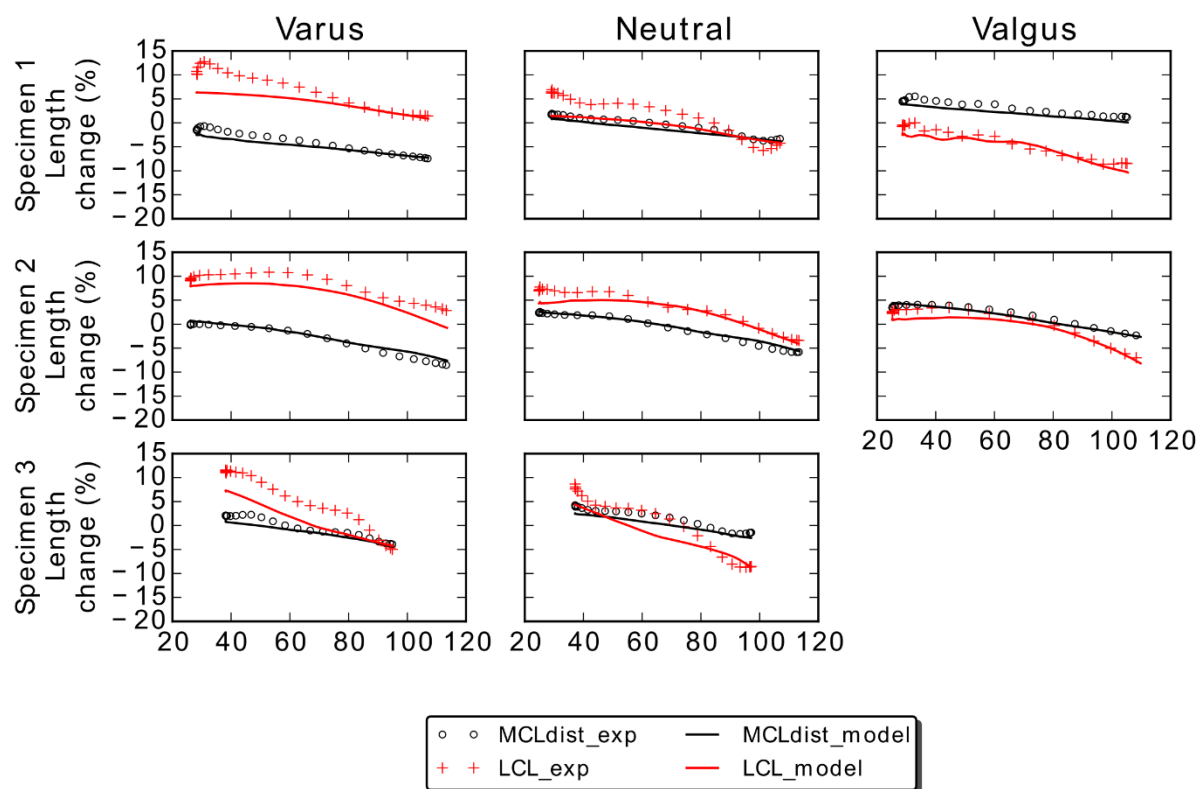 Varus Neutral Valgus
Specimen 1
Length
change (%)
15
10
5
0
−5
−10
−15
−20
Specimen 2
Length
change (%)
15
10
5
0
−5
−10
−15
−20
20 40 60 80 100 120
Specimen 3
Length
change (%)
15
10
5
0
−5
−10
−15
−20
20 40 60 80 100 120
20 40 60 80 100 120
MCLdist_exp MCLdist_model
LCL_exp LCL_model